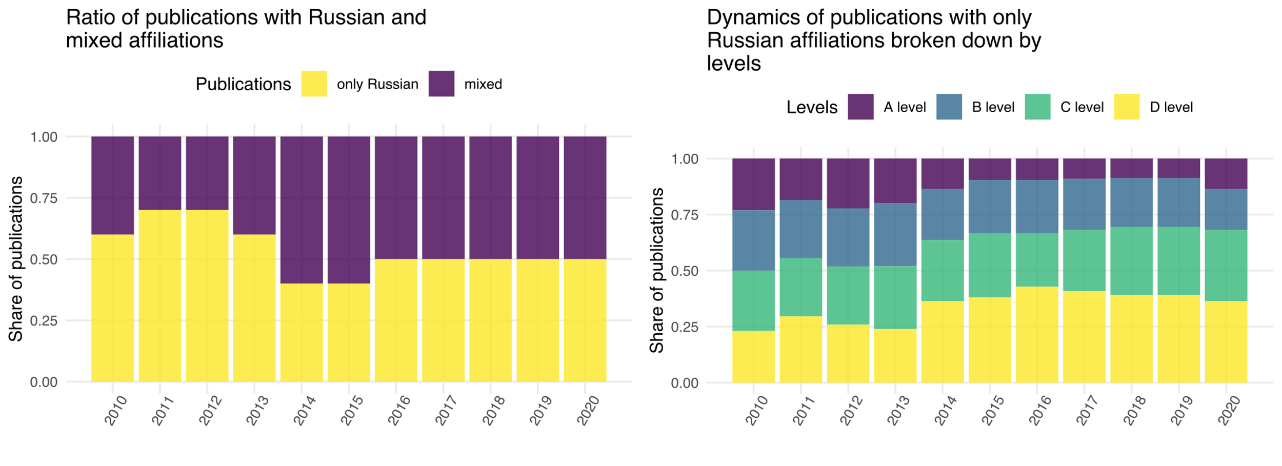 Ratio of publications with Russian and
mixed affiliations
Publications only Russian mixed
Share of publications
1.00
0.75
0.50
0.25
0.00
2010 2011 2012 2013 2014 2015 2016 2017 2018 2019 2020
Dynamics of publications with only
Russian affiliations broken down by
levels
Levels A level B level C level D level
Share of publications
1.00
0.75
0.50
0.25
0.00
2010 2011 2012 2013 2014 2015 2016 2017 2018 2019 2020